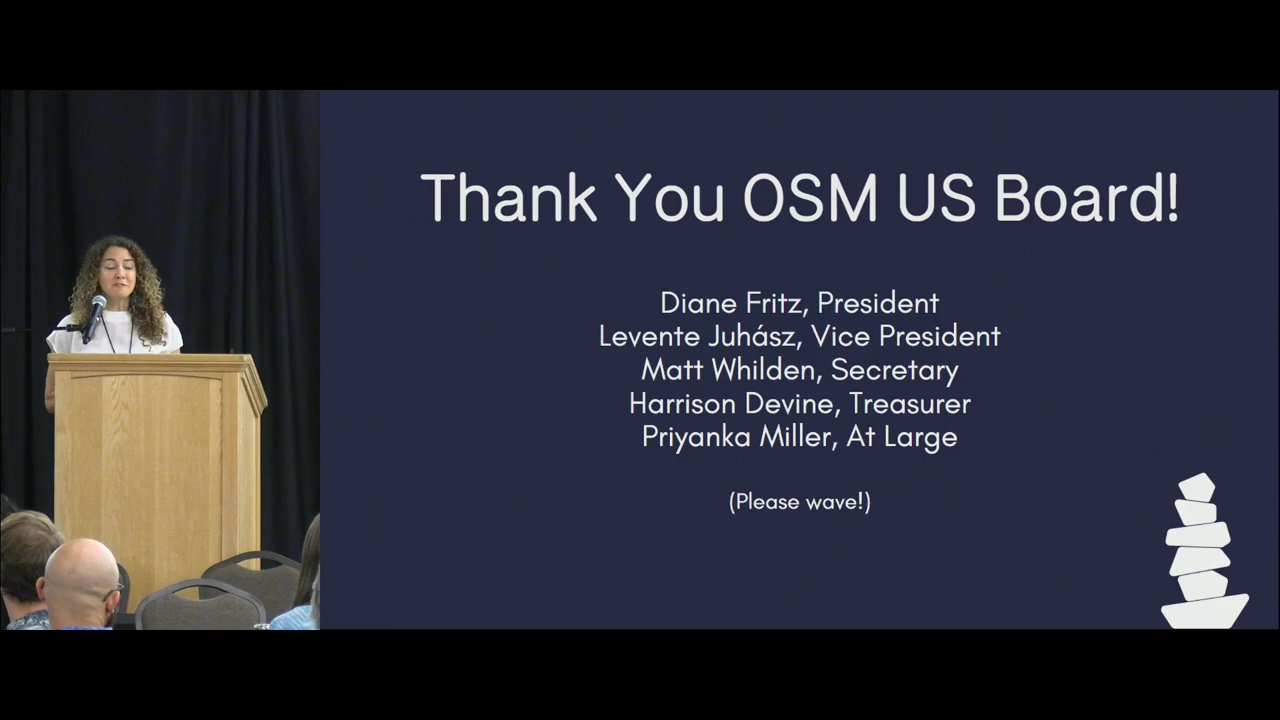 Thank You OSM US Board!
Diane Fritz, President
Levente Juhász, Vice President
Matt Whilden, Secretary
Harrison Devine, Treasurer
Priyanka Miller, At Large
(Please wave!)